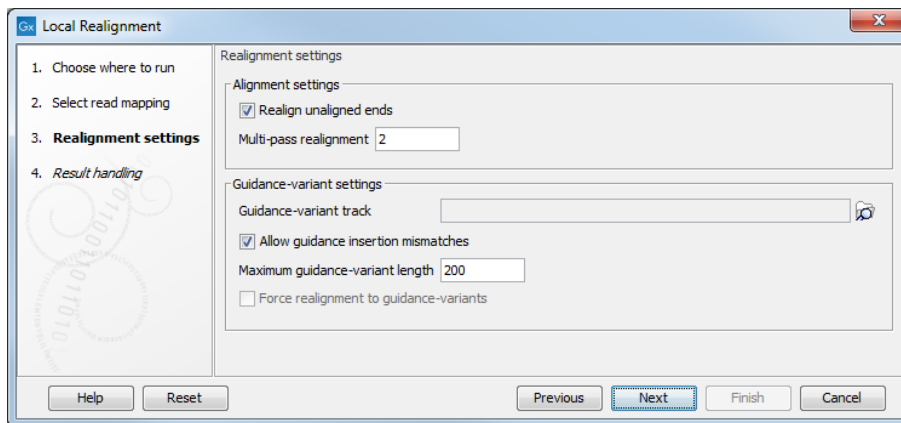 Gx Local Realignment
1. Choose where to run
2. Select read mapping
3. Realignment settings
4. Result handling
Realignment settings
Alignment settings
Realign unaligned ends
Multi-pass realignment 2
Guidance-variant settings
Guidance-variant track
Allow guidance insertion mismatches
Maximum guidance-variant length 200
Force realignment to guidance-variants
Help Reset Previous Next Finish Cancel